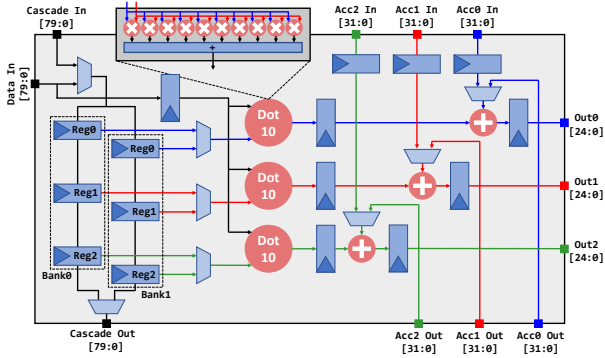 Cascade In
[79:0]
Acc2 In
[31:0]
Acc1 In
[31:0]
Acc0 In
[31:0]
+
Data In
[79:0]
Reg0
Reg0
Reg1
Reg1
Reg2
Reg2
Bank0
Bank1
Dot
10
Dot
10
Dot
10
Out0
[24:0]
Out1
[24:0]
Out2
[24:0]
Cascade Out
[79:0]
Acc2 Out
[31:0]
Acc1 Out
[31:0]
Acc0 Out
[31:0]